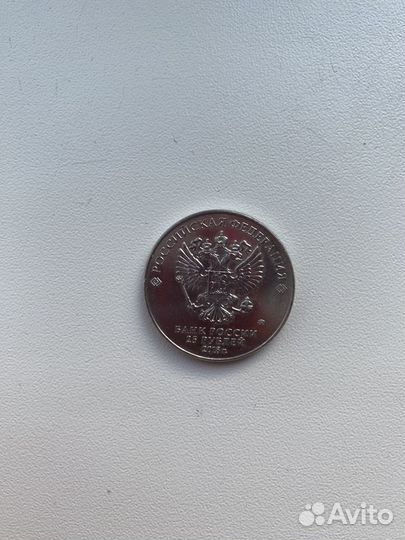 РОССИЙСКАЯ ФЕДЕРАЦИЯ
БАНК РОССИИ
25 РУБЛЕЙ
Avito